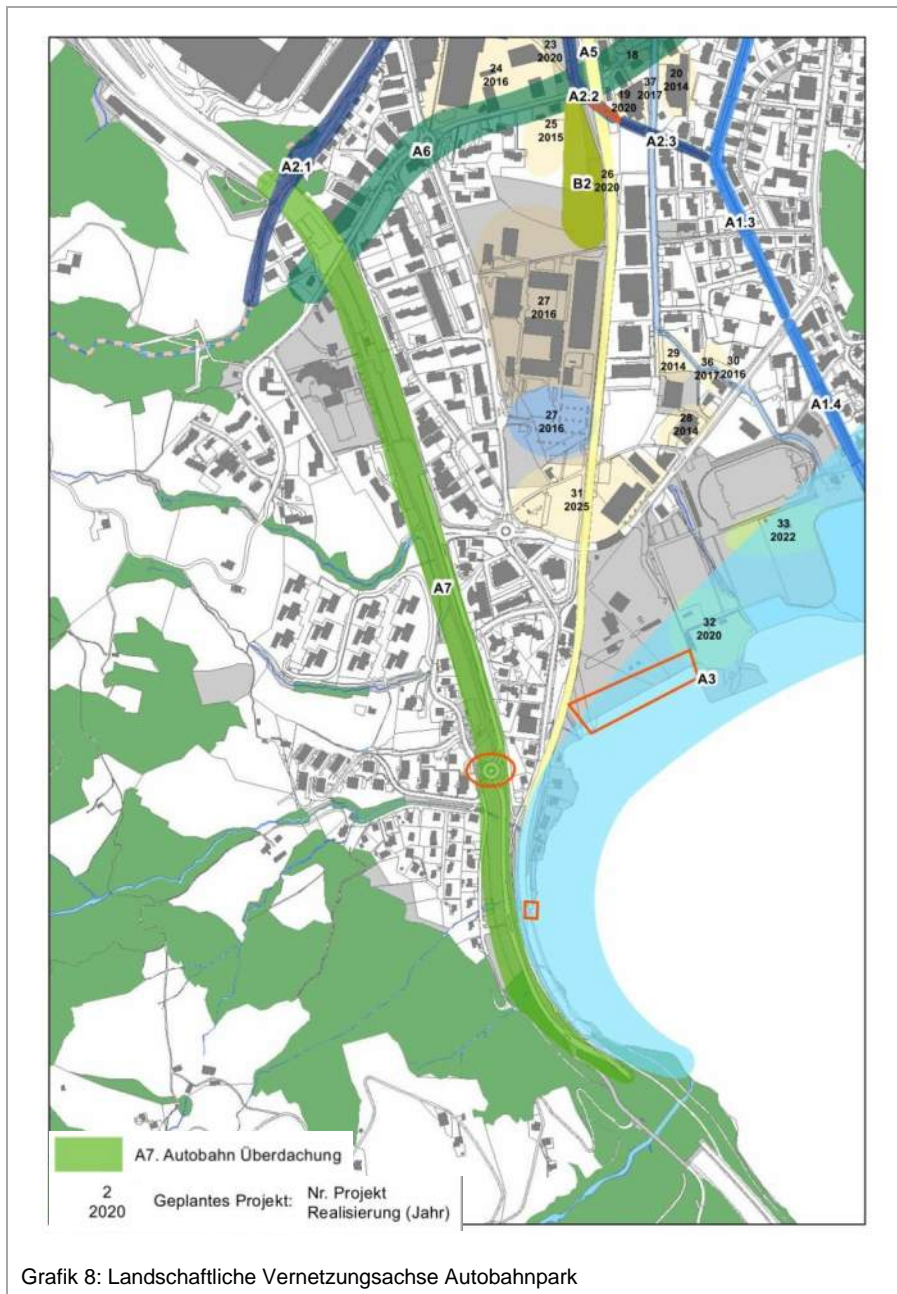 23
2020
A5
18
24
2016
37
2017
20
2014
A2.2
19
2020
25
2015
A2.3
A6
A2.1
B2
26
2020
A1.3
27
2016
29
2014
36
2017
30
2016
A1.4
27
2016
28
2014
31
2025
33
2022
A7
32
2020
A3
A7. Autobahn Überdachung
2
2020
Geplantes Projekt:
Nr. Projekt
Realisierung (Jahr)
Grafik 8: Landschaftliche Vernetzungsachse Autobahnpark